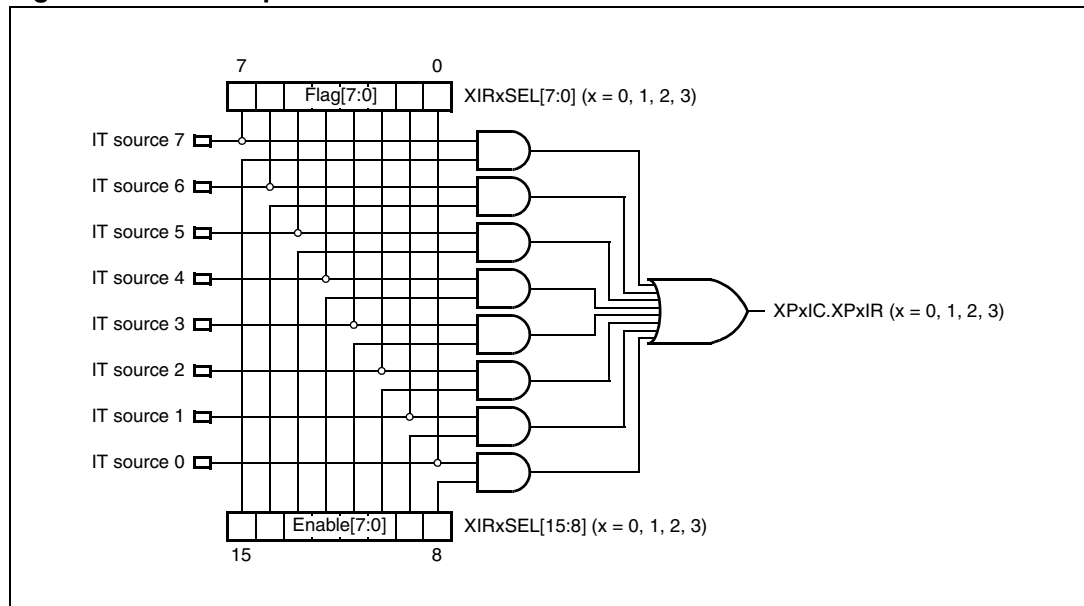 7 0
Flag[7:0] XIRxSEL[7:0] (x = 0, 1, 2, 3)
IT source 7
IT source 6
IT source 5
IT source 4
IT source 3
XPxIC.XPxIR (x = 0, 1, 2, 3)
IT source 2
IT source 1
IT source 0
Enable[7:0] XIRxSEL[15:8] (x = 0, 1, 2, 3)
15 8